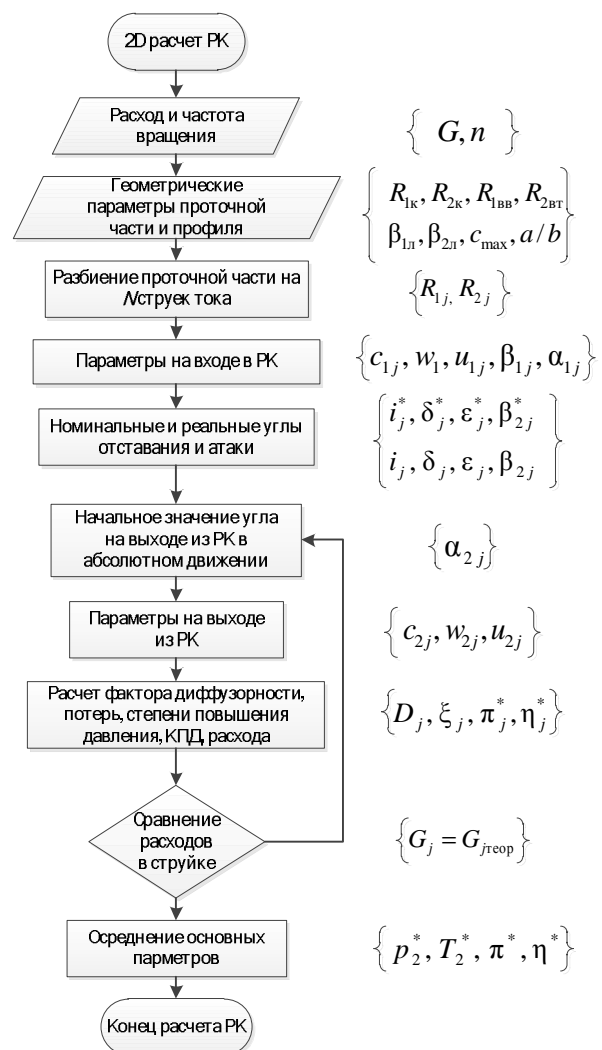 2D расчет РК
Расход и частота
вращения
{ G, n }
Геометрические
параметры проточной
части и профиля
R₁к, R₂к, R₁вв, R₂вт
β₁л, β₂л, c_max, a/b
Разбиение проточной части на
N струек тока
{R₁ⱼ, R₂ⱼ}
Параметры на входе в РК
{c₁ⱼ, w₁, u₁ⱼ, β₁ⱼ, α₁ⱼ}
Номинальные и реальные углы
отставания и атаки
i*ⱼ, δ*ⱼ, ε*ⱼ, β*₂ⱼ
iⱼ, δⱼ, εⱼ, β₂ⱼ
Начальное значение угла
на выходе из РК в
абсолютном движении
{α₂ⱼ}
Параметры на выходе
из РК
{c₂ⱼ, w₂ⱼ, u₂ⱼ}
Расчет фактора диффузорности,
потерь, степени повышения
давления, КПД, расхода
{Dⱼ, ξⱼ, π*ⱼ, η*ⱼ}
Сравнение
расходов
в струйке
{Gⱼ = Gⱼтеор}
Осреднение основных
парметров
{p*₂, T*₂, π*, η*}
Конец расчета РК